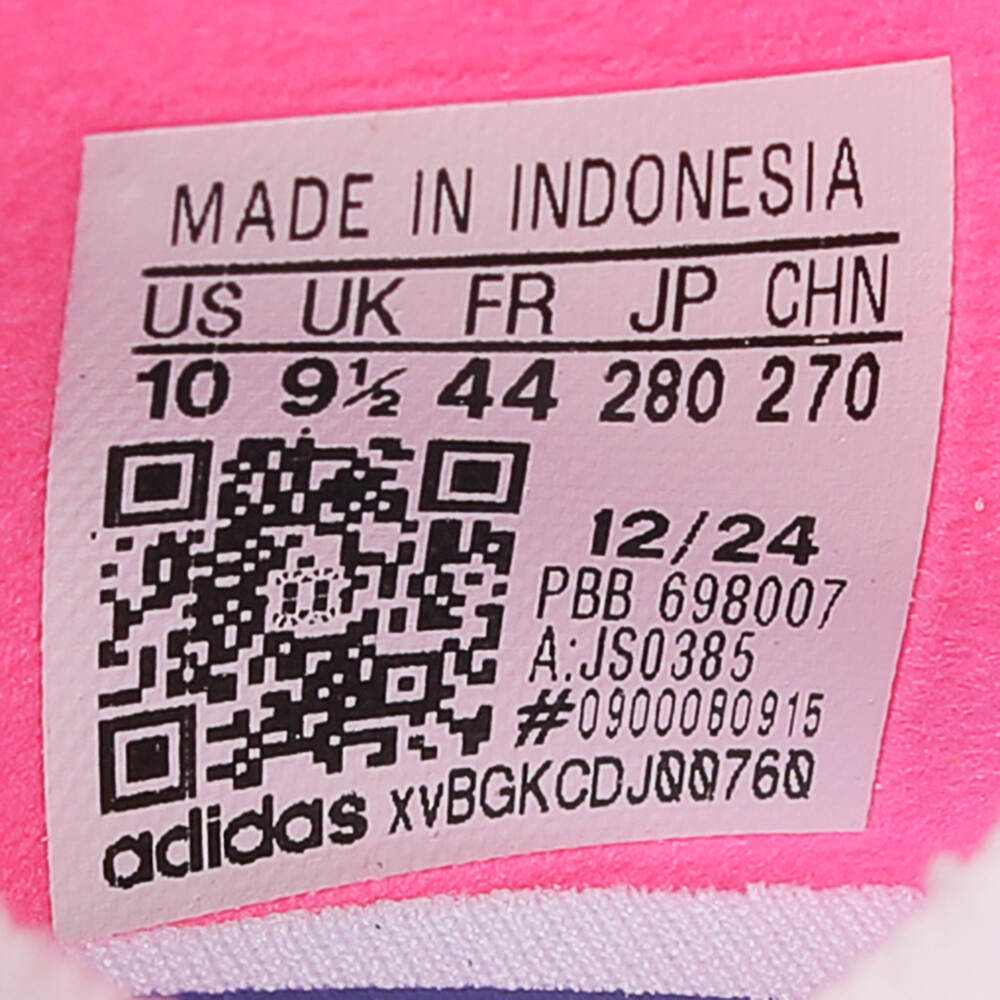 MADE IN INDONESIA
US UK FR JP CHN
10 9½ 44 280 270
12/24
PBB 698007
A:JS0385
#0900080915
adidas xvBGKCDJ00760